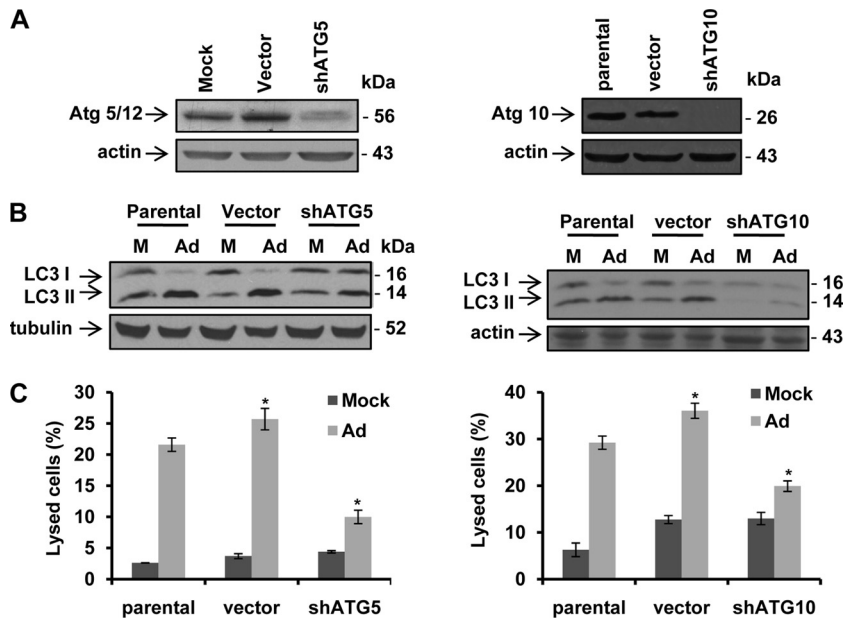 A
Mock Vector shATG5 kDa
Atg 5/12 - 56
actin - 43
parental vector shATG10 kDa
Atg 10 - 26
actin - 43
B
Parental Vector shATG5
M Ad M Ad M Ad kDa
LC3 I - 16
LC3 II - 14
tubulin - 52
Parental vector shATG10
M Ad M Ad M Ad
LC3 I - 16
LC3 II - 14
actin 43
C
Lysed cells (%)
30
25
20
15
10
5
0
* *
Mock
Ad
parental vector shATG5
Lysed cells (%)
40
30
20
10
0
* *
Mock
Ad
parental vector shATG10